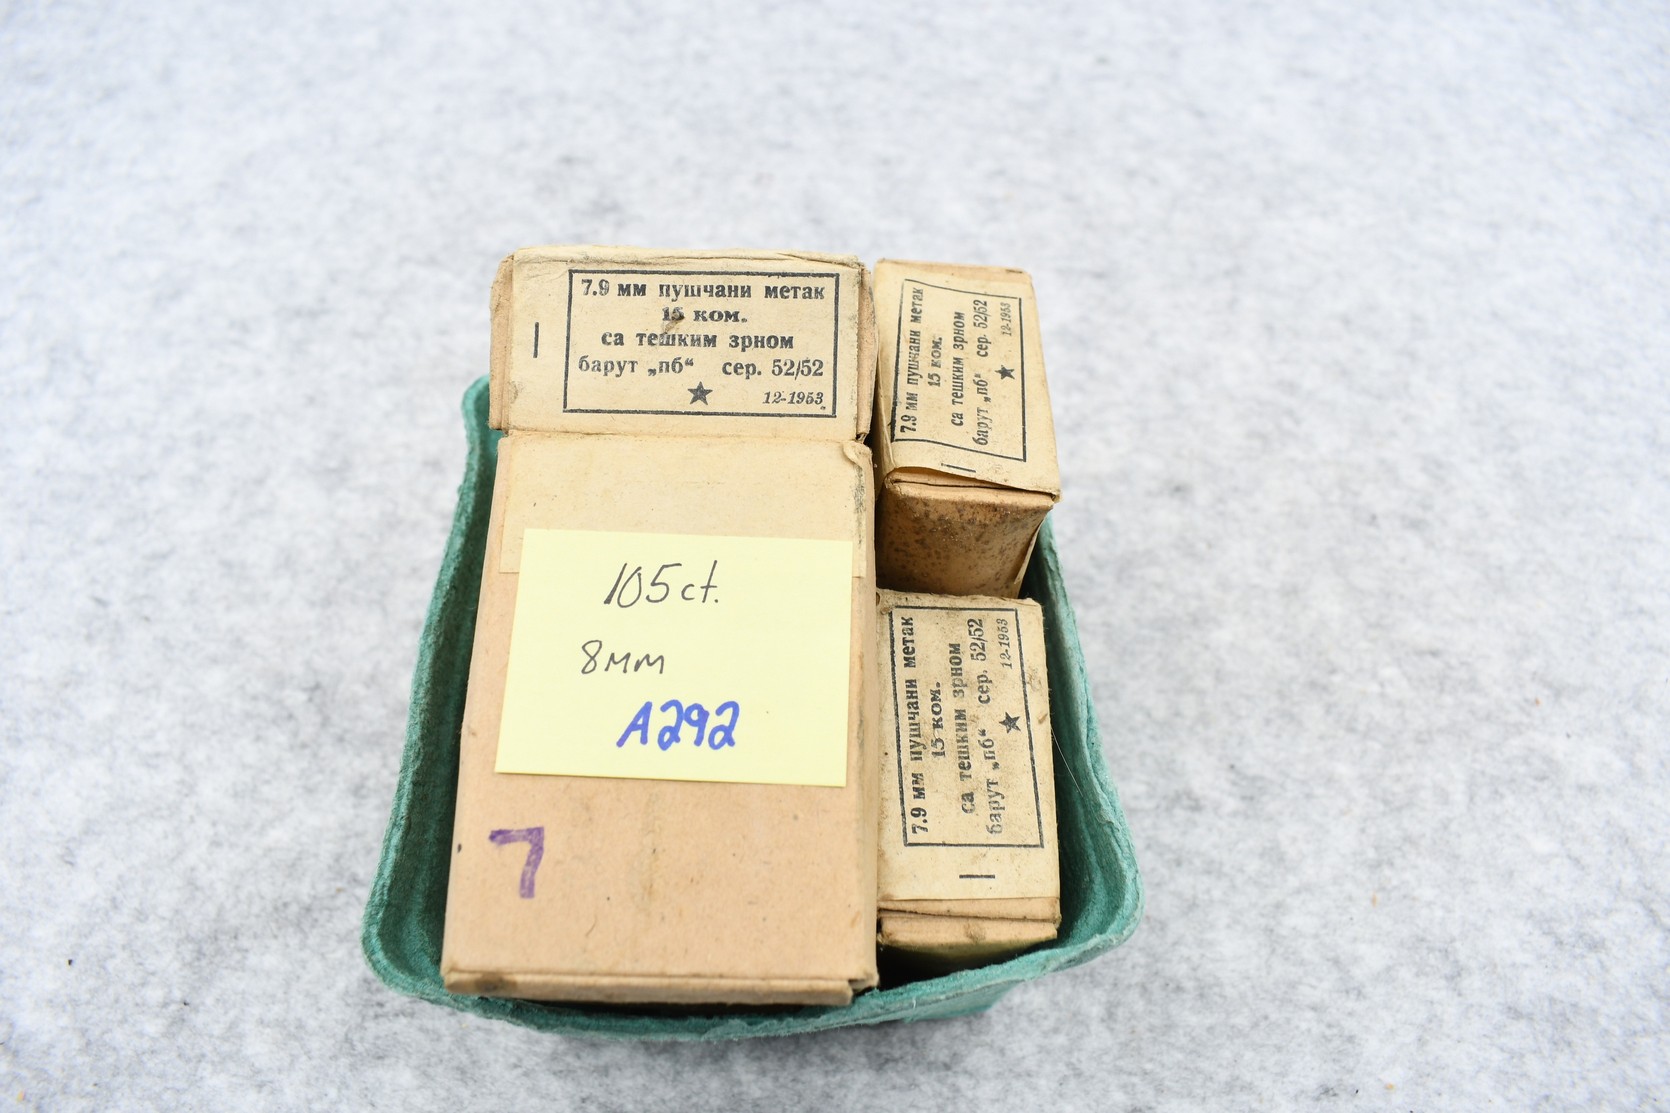 7.9 мм пушчани метак
15 ком.
са тешким зрном
барут „пб“ сер. 52/52
★ 12-1953
7.9 мм пушчани метак
15 ком.
са тешким зрном
барут „пб“ сер. 52/52
★ 12-1953
105 ct.
8mm
A292
7
7.9 мм пушчани метак
15 ком.
са тешким зрном
барут „пб“ сер. 52/52
★ 12-1953